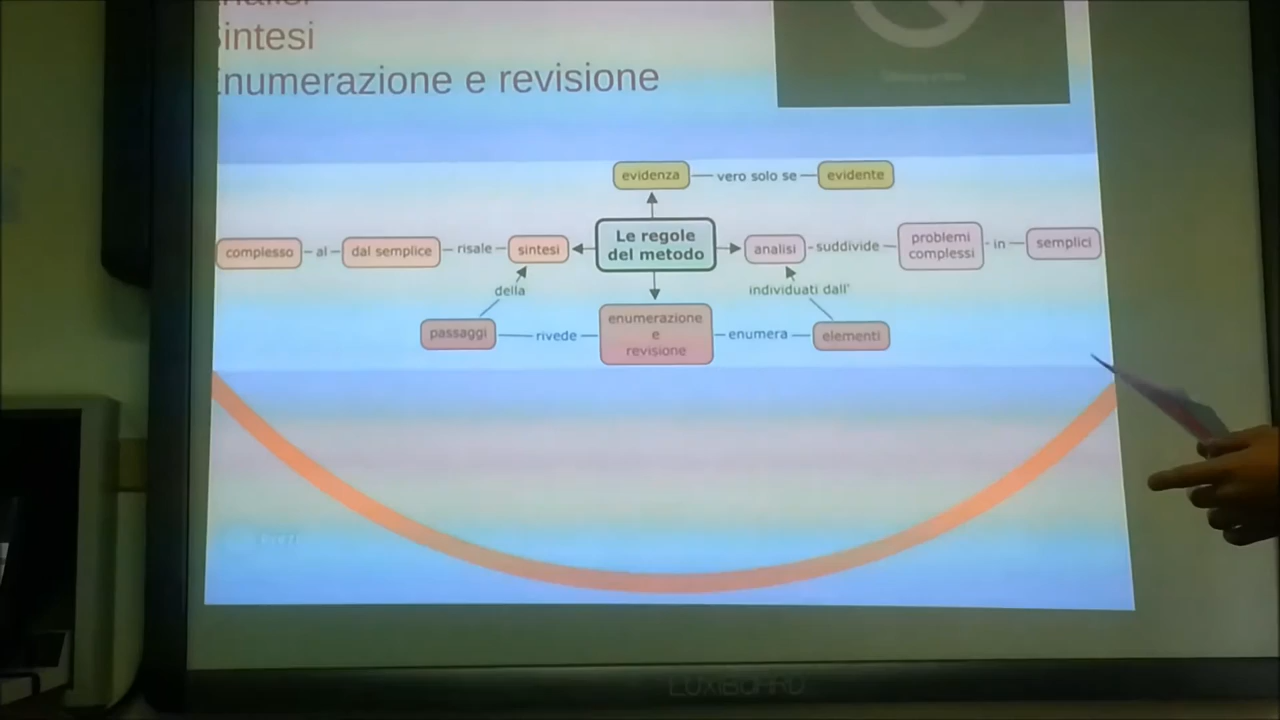 Sintesi
Enumerazione e revisione
evidenza vero solo se evidente
complesso al dal semplice risale sintesi
Le regole
del metodo
analisi suddivide
problemi
complessi
in semplici
della
individuati dall'
passaggi rivede
enumerazione
e
revisione
enumera elementi
LUXIBOARD